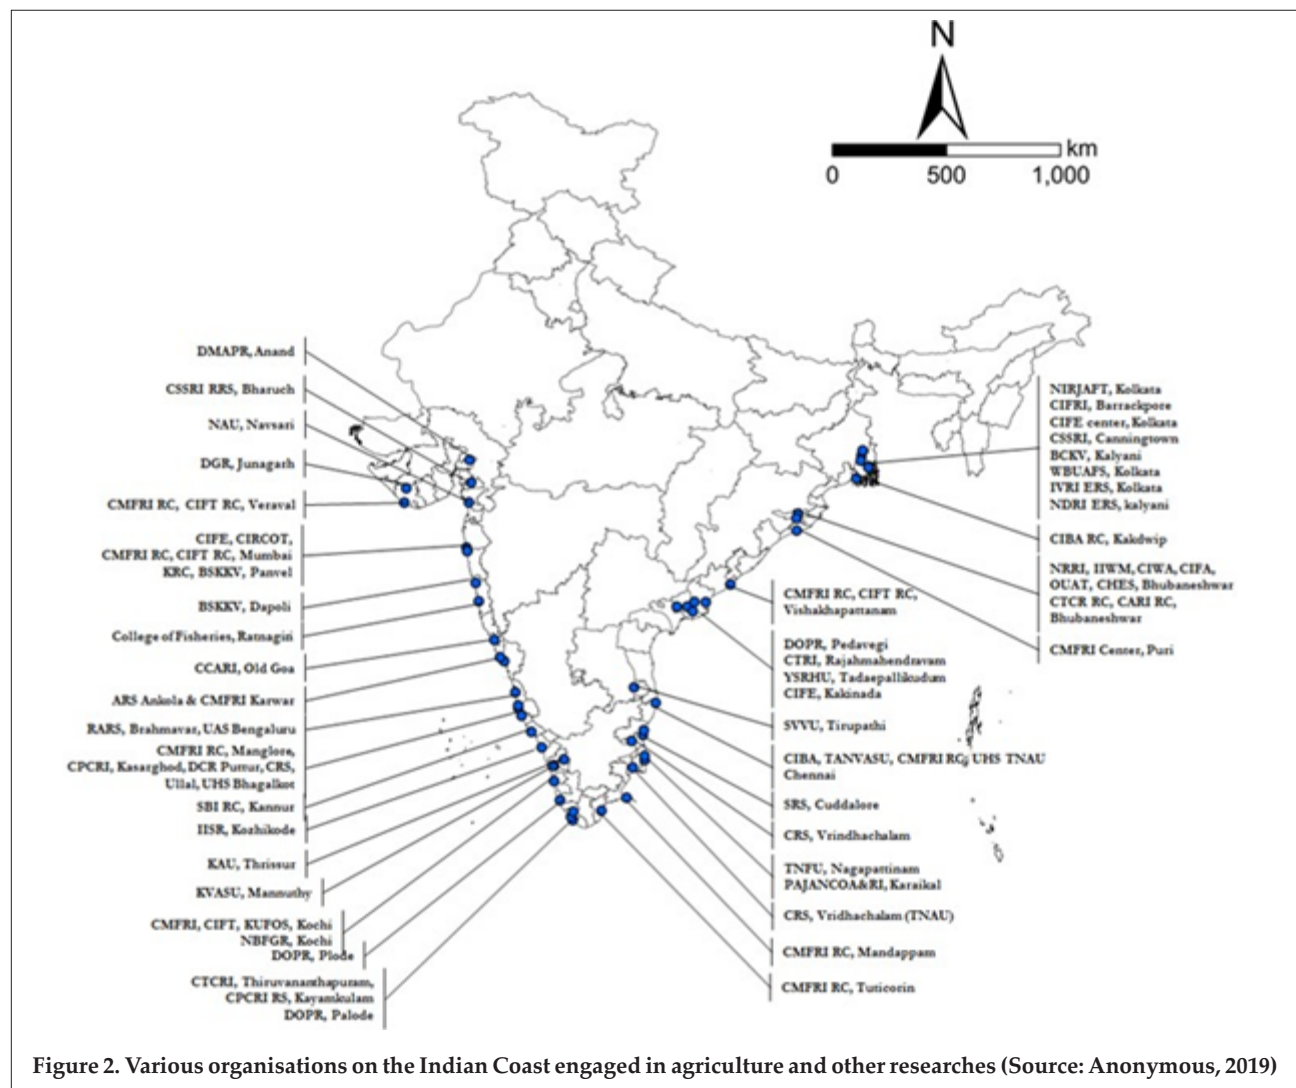 N
km
0 500 1,000
DMAPR, Anand
CSSRI RRS, Bharuch
NAU, Navsari
DGR, Junagarh
CMFRI RC, CIFT RC, Veraval
CIFE, CIRCOT,
CMFRI RC, CIFT RC, Mumbai
KRC, BSKKV, Panvel
BSKKV, Dapoli
College of Fisheries, Ratnagiri
CCARI, Old Goa
ARS Ankola & CMFRI Karwar
RARS, Brahmavar, UAS Bengaluru
CMFRI RC, Manglore,
CPCRI, Kasarghod, DCR Puttur, CRS,
Ullal, UHS Bhagalkot
SBI RC, Kannur
IISR, Kozhikode
KAU, Thrissur
KVASU, Mannuthy
CMFRI, CIFT, KUFOS, Kochi
NBFGR, Kochi
DOPR, Plode
CTCRI, Thiruvananthapuram,
CPCRI RS, Kayamkulam
DOPR, Palode
NIRJAFT, Kolkata
CIFRI, Barrackpore
CIFE center, Kolkata
CSSRI, Canningtown
BCKV, Kalyani
WBUAFS, Kolkata
IVRI ERS, Kolkata
NDRI ERS, kalyani
CIBA RC, Kakdwip
NRRI, IIWM, CIWA, CIFA,
OUAT, CHES, Bhubaneshwar
CTCR RC, CARI RC,
Bhubaneshwar
CMFRI Center, Puri
CMFRI RC, CIFT RC,
Vishakhapattanam
DOPR, Pedavegi
CTRI, Rajahmahendravam
YSRHU, Tadaepallikudum
CIFE, Kakinada
SVVU, Tirupathi
CIBA, TANVASU, CMFRI RC, UHS TNAU
Chennai
SRS, Cuddalore
CRS, Vrindhachalam
TNFU, Nagapattinam
PAJANCOA&RI, Karaikal
CRS, Vridhachalam (TNAU)
CMFRI RC, Mandappam
CMFRI RC, Tuticorin
Figure 2. Various organisations on the Indian Coast engaged in agriculture and other researches (Source: Anonymous, 2019)